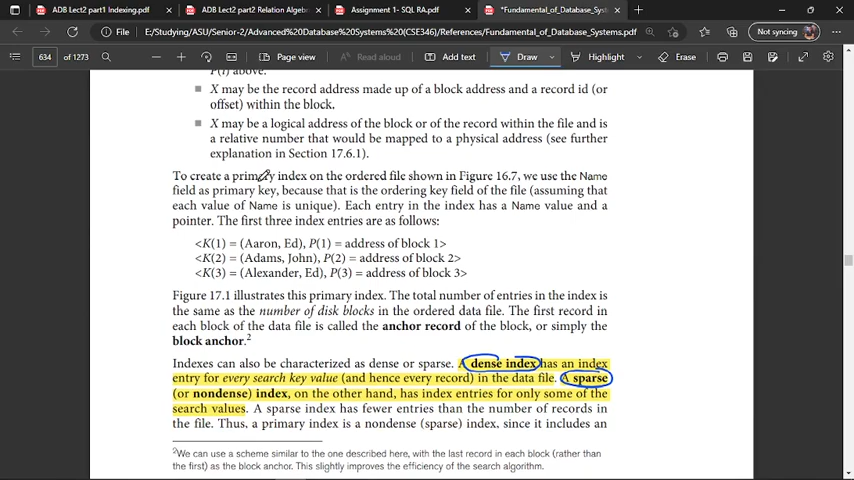 ADB Lect2 part1 Indexing.pdf
ADB Lect2 part2 Relation Algebr
Assignment 1- SQL RA.pdf
*Fundamental_of_Database_Syst
File
E:/Studying/ASU/Senior-2/Advanced%20Database%20Systems%20(CSE346)/References/Fundamental_of_Database_Systems.pdf
Not syncing
634 of 1273
Page view
Read aloud
Add text
Draw
Highlight
Erase
P(i) above.
■ X may be the record address made up of a block address and a record id (or
offset) within the block.
■ X may be a logical address of the block or of the record within the file and is
a relative number that would be mapped to a physical address (see further
explanation in Section 17.6.1).
To create a primary index on the ordered file shown in Figure 16.7, we use the Name
field as primary key, because that is the ordering key field of the file (assuming that
each value of Name is unique). Each entry in the index has a Name value and a
pointer. The first three index entries are as follows:
<K(1) = (Aaron, Ed), P(1) = address of block 1>
<K(2) = (Adams, John), P(2) = address of block 2>
<K(3) = (Alexander, Ed), P(3) = address of block 3>
Figure 17.1 illustrates this primary index. The total number of entries in the index is
the same as the number of disk blocks in the ordered data file. The first record in
each block of the data file is called the anchor record of the block, or simply the
block anchor.2
Indexes can also be characterized as dense or sparse. A dense index has an index
entry for every search key value (and hence every record) in the data file. A sparse
(or nondense) index, on the other hand, has index entries for only some of the
search values. A sparse index has fewer entries than the number of records in
the file. Thus, a primary index is a nondense (sparse) index, since it includes an
2We can use a scheme similar to the one described here, with the last record in each block (rather than
the first) as the block anchor. This slightly improves the efficiency of the search algorithm.